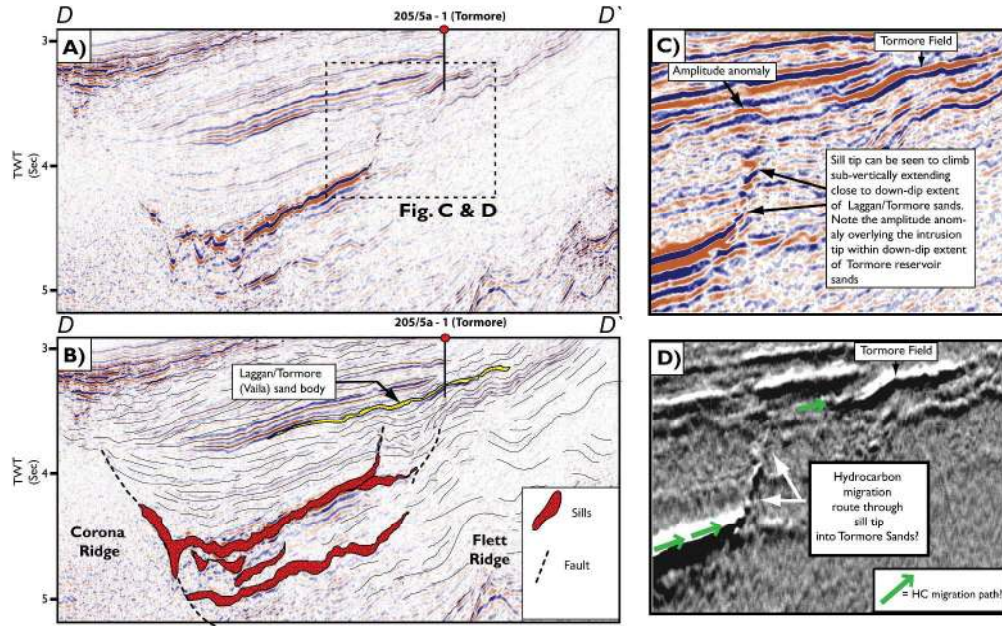 D
205/5a - 1 (Tormore)
D`
A)
3
4
5
TWT
(Sec)
Fig. C & D
D
205/5a - 1 (Tormore)
D`
B)
3
4
5
TWT
(Sec)
Laggan/Tormore
(Vaila) sand body
Corona
Ridge
Flett
Ridge
Sills
Fault
C)
Tormore Field
Amplitude anomaly
Sill tip can be seen to climb
sub-vertically extending
close to down-dip extent
of Laggan/Tormore sands.
Note the amplitude anom-
aly overlying the intrusion
tip within down-dip extent
of Tormore reservoir
sands
D)
Tormore Field
Hydrocarbon
migration
route through
sill tip
into Tormore Sands?
= HC migration path?